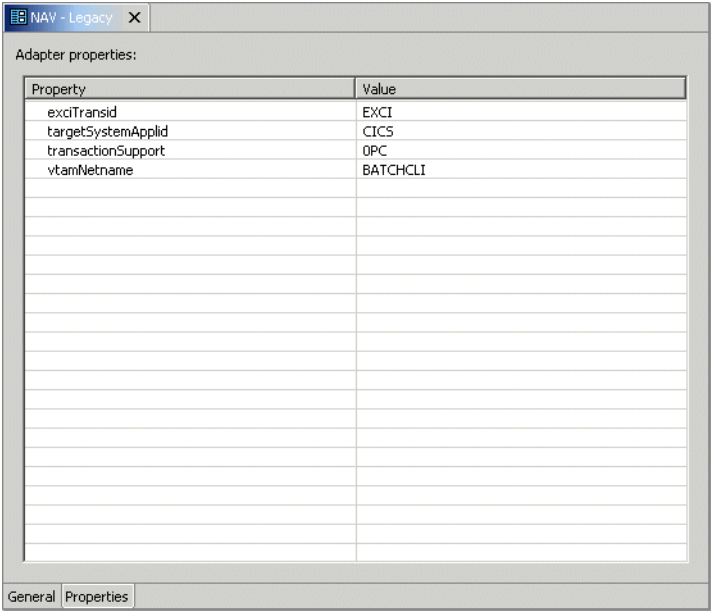 NAV - Legacy X
Adapter properties:
Property Value
exciTransid EXCI
targetSystemApplid CICS
transactionSupport 0PC
vtamNetname BATCHCLI
General Properties